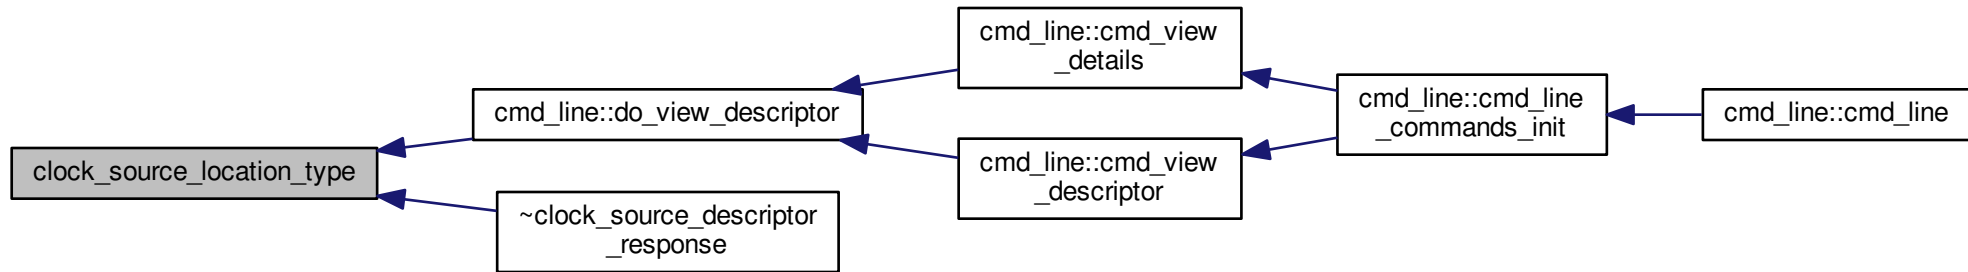 clock_source_location_type
cmd_line::do_view_descriptor
~clock_source_descriptor
_response
cmd_line::cmd_view
_details
cmd_line::cmd_view
_descriptor
cmd_line::cmd_line
_commands_init
cmd_line::cmd_line